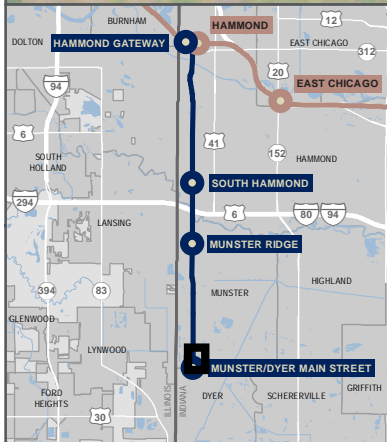 BURNHAM
HAMMOND
12
DOLTON
HAMMOND GATEWAY
EAST CHICAGO
312
20
EAST CHICAGO
94
6
41
SOUTH
HOLLAND
152
HAMMOND
SOUTH HAMMOND
294
6
80
94
LANSING
MUNSTER RIDGE
HIGHLAND
394
83
MUNSTER
GLENWOOD
LYNWOOD
MUNSTER/DYER MAIN STREET
ILLINOIS
INDIANA
FORD
HEIGHTS
DYER
SCHERERVILLE
GRIFFITH
30